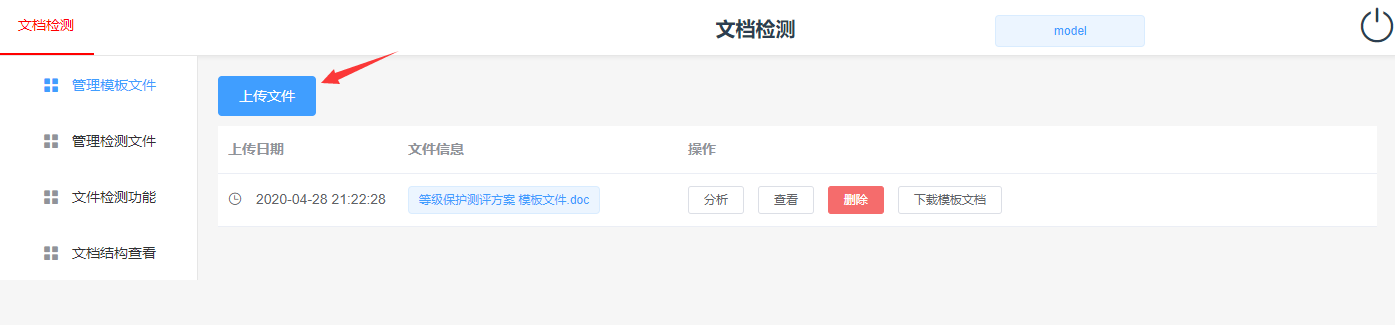 文档检测
文档检测
model
管理模板文件
管理检测文件
文件检测功能
文档结构查看
上传文件
上传日期 文件信息 操作
2020-04-28 21:22:28 等级保护测评方案 模板文件.doc 分析 查看 删除 下载模板文档